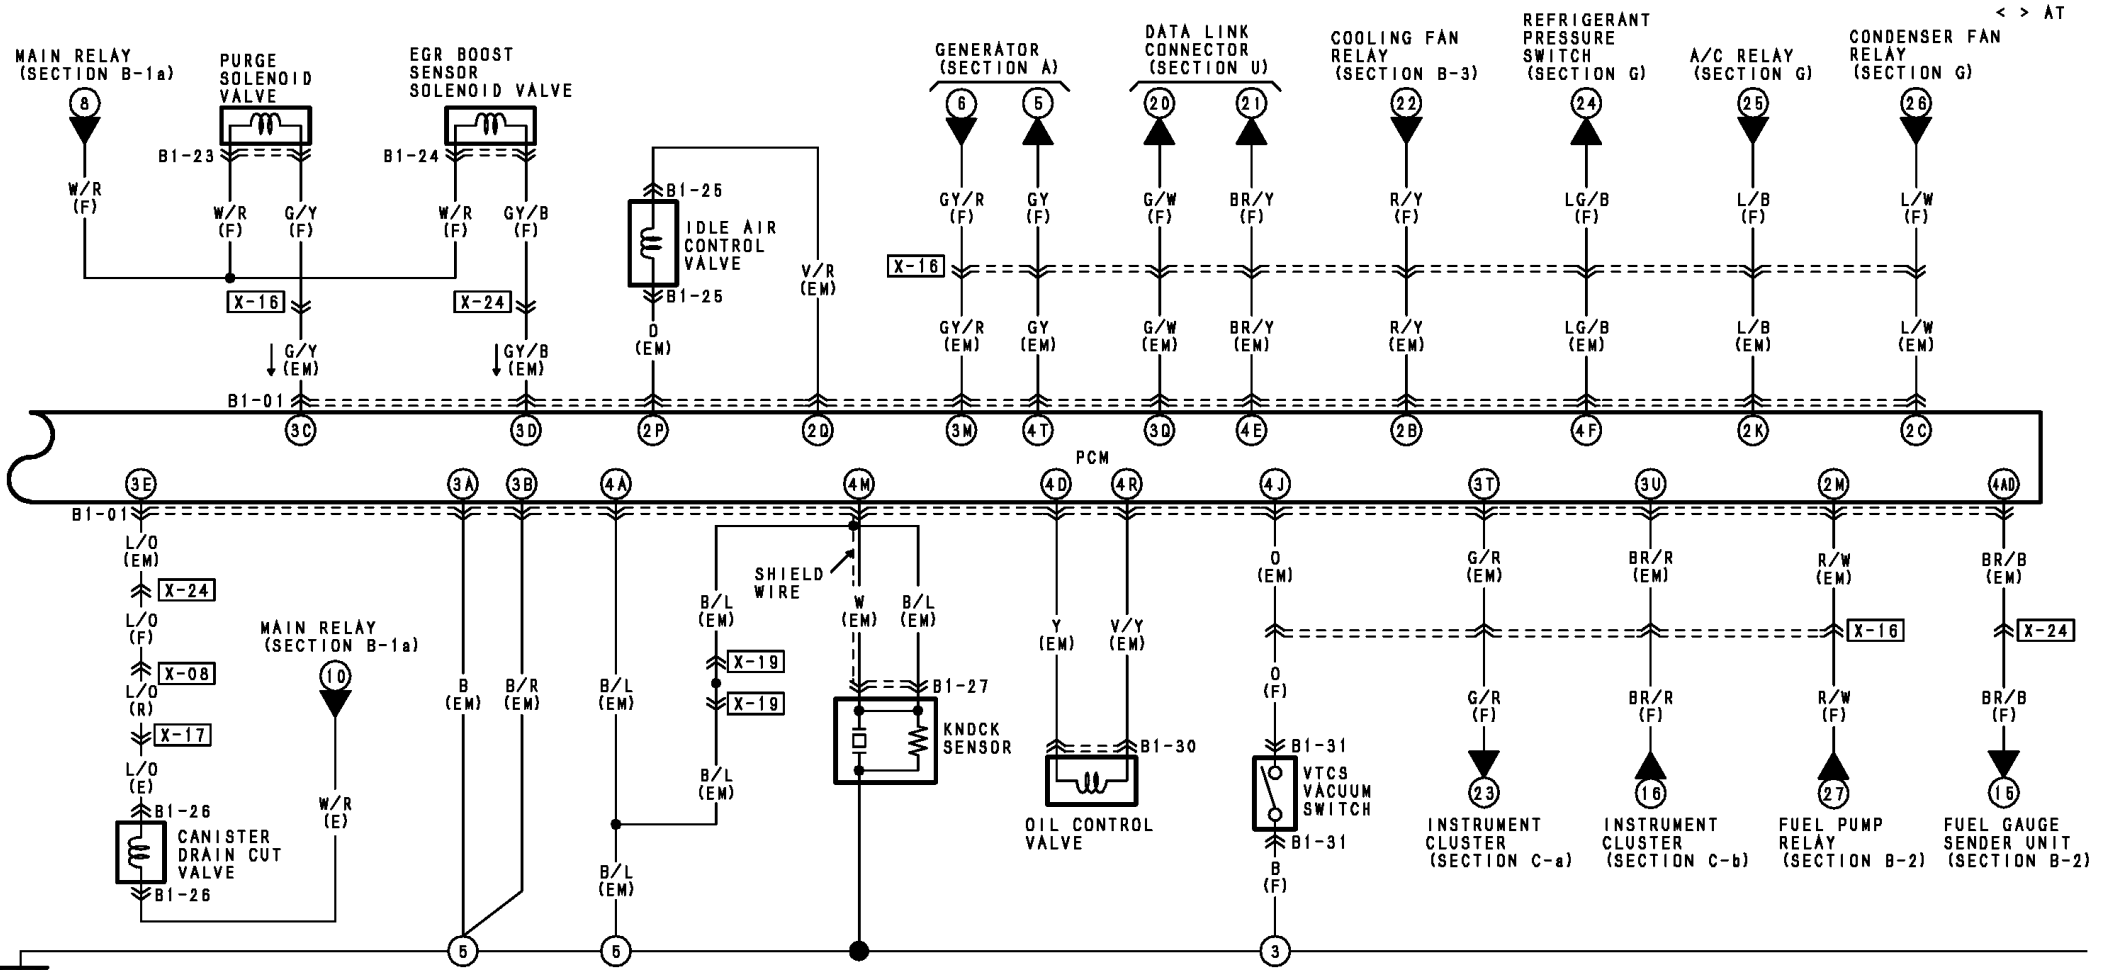 < > AT
MAIN RELAY
(SECTION B-1a)
8
PURGE
SOLENOID
VALVE
EGR BOOST
SENSOR
SOLENOID VALVE
GENERATOR
(SECTION A)
6
5
DATA LINK
CONNECTOR
(SECTION U)
20
21
COOLING FAN
RELAY
(SECTION B-3)
22
REFRIGERANT
PRESSURE
SWITCH
(SECTION G)
24
A/C RELAY
(SECTION G)
25
CONDENSER FAN
RELAY
(SECTION G)
26
B1-23
B1-24
W/R
(F)
W/R
(F)
G/Y
(F)
W/R
(F)
GY/B
(F)
B1-25
IDLE AIR
CONTROL
VALVE
B1-25
V/R
(EM)
GY/R
(F)
GY
(F)
G/W
(F)
BR/Y
(F)
R/Y
(F)
LG/B
(F)
L/B
(F)
L/W
(F)
X-16
X-16
X-24
O
(EM)
G/Y
(EM)
GY/B
(EM)
GY/R
(EM)
GY
(EM)
G/W
(EM)
BR/Y
(EM)
R/Y
(EM)
LG/B
(EM)
L/B
(EM)
L/W
(EM)
B1-01
3C
3D
2P
2Q
3M
4T
3Q
4E
2B
4F
2K
2C
PCM
3E
3A
3B
4A
4M
4D
4R
4J
3T
3U
2M
4AD
B1-01
L/O
(EM)
X-24
L/O
(F)
X-08
L/O
(R)
X-17
L/O
(E)
B1-26
CANISTER
DRAIN CUT
VALVE
B1-26
MAIN RELAY
(SECTION B-1a)
10
W/R
(E)
B
(EM)
B/R
(EM)
B/L
(EM)
B/L
(EM)
SHIELD
WIRE
B/L
(EM)
X-19
X-19
B/L
(EM)
W
(EM)
B/L
(EM)
B1-27
KNOCK
SENSOR
Y
(EM)
V/Y
(EM)
B1-30
OIL CONTROL
VALVE
O
(EM)
O
(F)
B1-31
VTCS
VACUUM
SWITCH
B1-31
B
(F)
G/R
(EM)
BR/R
(EM)
R/W
(EM)
BR/B
(EM)
X-16
X-24
G/R
(F)
BR/R
(F)
R/W
(F)
BR/B
(F)
23
16
27
15
INSTRUMENT
CLUSTER
(SECTION C-a)
INSTRUMENT
CLUSTER
(SECTION C-b)
FUEL PUMP
RELAY
(SECTION B-2)
FUEL GAUGE
SENDER UNIT
(SECTION B-2)
5
5
3